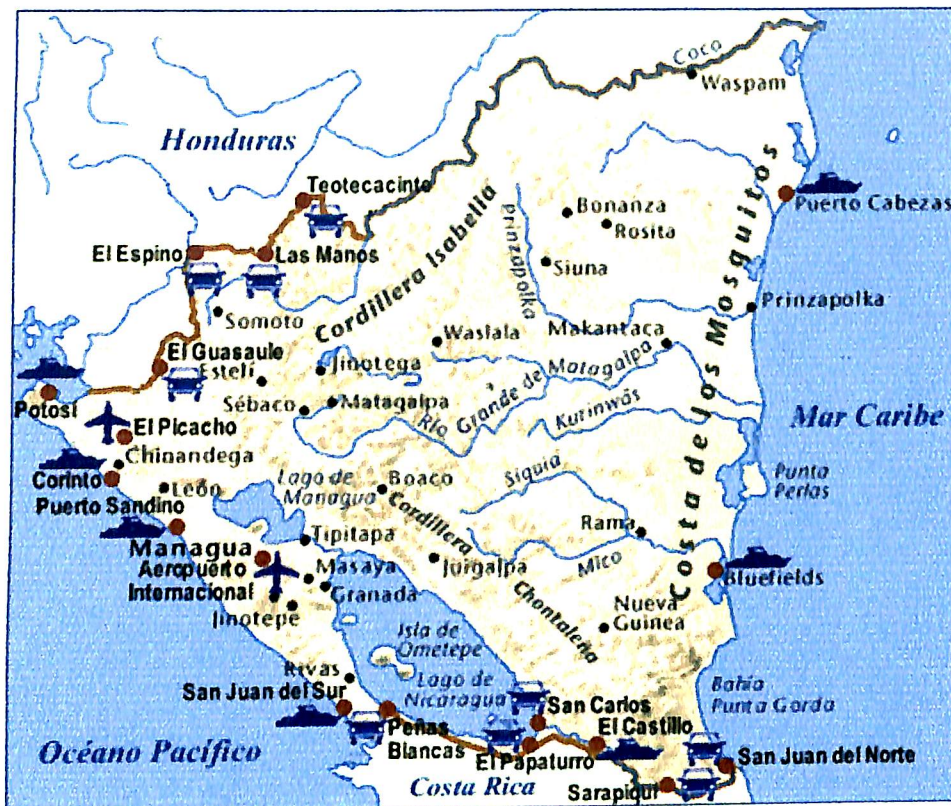 Coco
Waspam
Honduras
Teotecacinte
Puerto Cabezas
Bonanza
Rosita
El Espino
Las Manos
Cordillera Isabella
Prinzapolka
Siuna
Costa de los Mosquitos
Somoto
Prinzapolka
Waslala
Makantaca
El Guasaule
Estelí
Jinotega
Potosí
Sébaco
Matagalpa
Río Grande de Matagalpa
Kurinwás
Mar Caribe
El Picacho
Chinandega
Corinto
León
Lago de
Managua
Boaco
Siquia
Punta
Perlas
Puerto Sandino
Cordillera
Chontaleña
Rama
Tipitapa
Managua
Aeropuerto
Internacional
Masaya
Juigalpa
Mico
Bluefields
Granada
Jinotepe
Nueva
Guinea
Isla de
Ometepe
Rivas
Lago de
Nicaragua
San Juan del Sur
Bahía
Punta Gorda
San Carlos
Peñas
Blancas
El Castillo
Océano Pacífico
El Papaturro
San Juan del Norte
Costa Rica
Sarapiqui